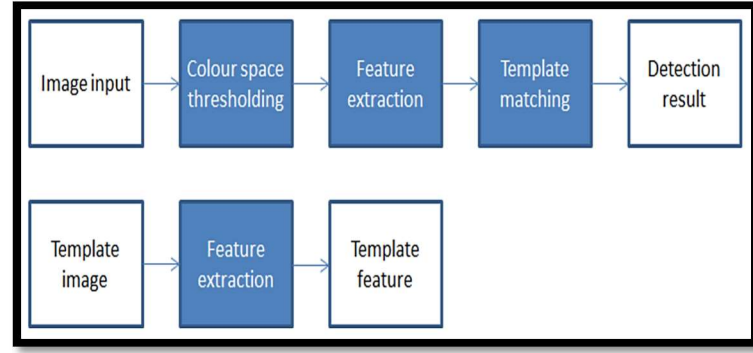 Image input
Colour space
thresholding
Feature
extraction
Template
matching
Detection
result
Template
image
Feature
extraction
Template
feature